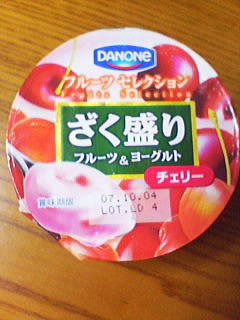 DANONE
フルーツセレクション
Fruits Selection
ざく盛り
フルーツ&ヨーグルト
チェリー
賞味期限
07.10.04
LOT.LD 4